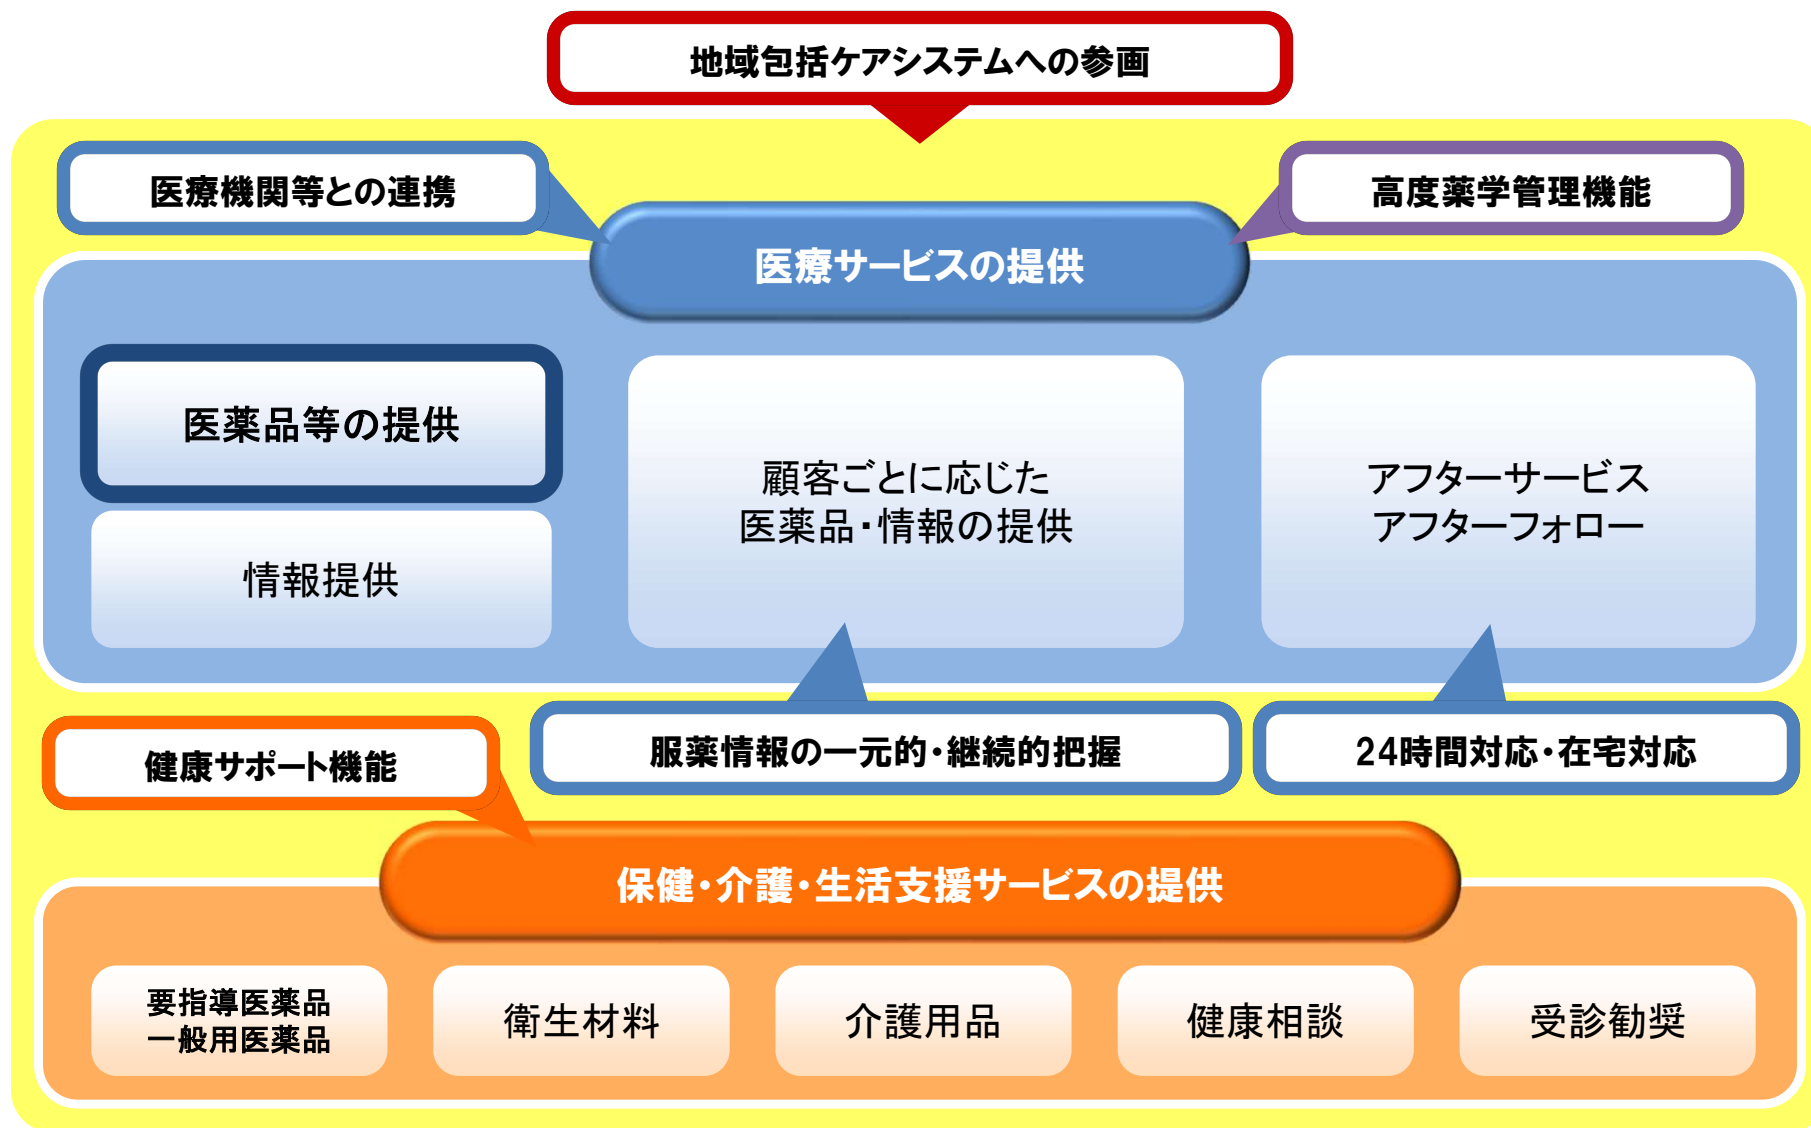 地域包括ケアシステムへの参画
医療機関等との連携
高度薬学管理機能
医療サービスの提供
医薬品等の提供
情報提供
顧客ごとに応じた
医薬品・情報の提供
アフターサービス
アフターフォロー
服薬情報の一元的・継続的把握
24時間対応・在宅対応
健康サポート機能
保健・介護・生活支援サービスの提供
要指導医薬品
一般用医薬品
衛生材料
介護用品
健康相談
受診勧奨